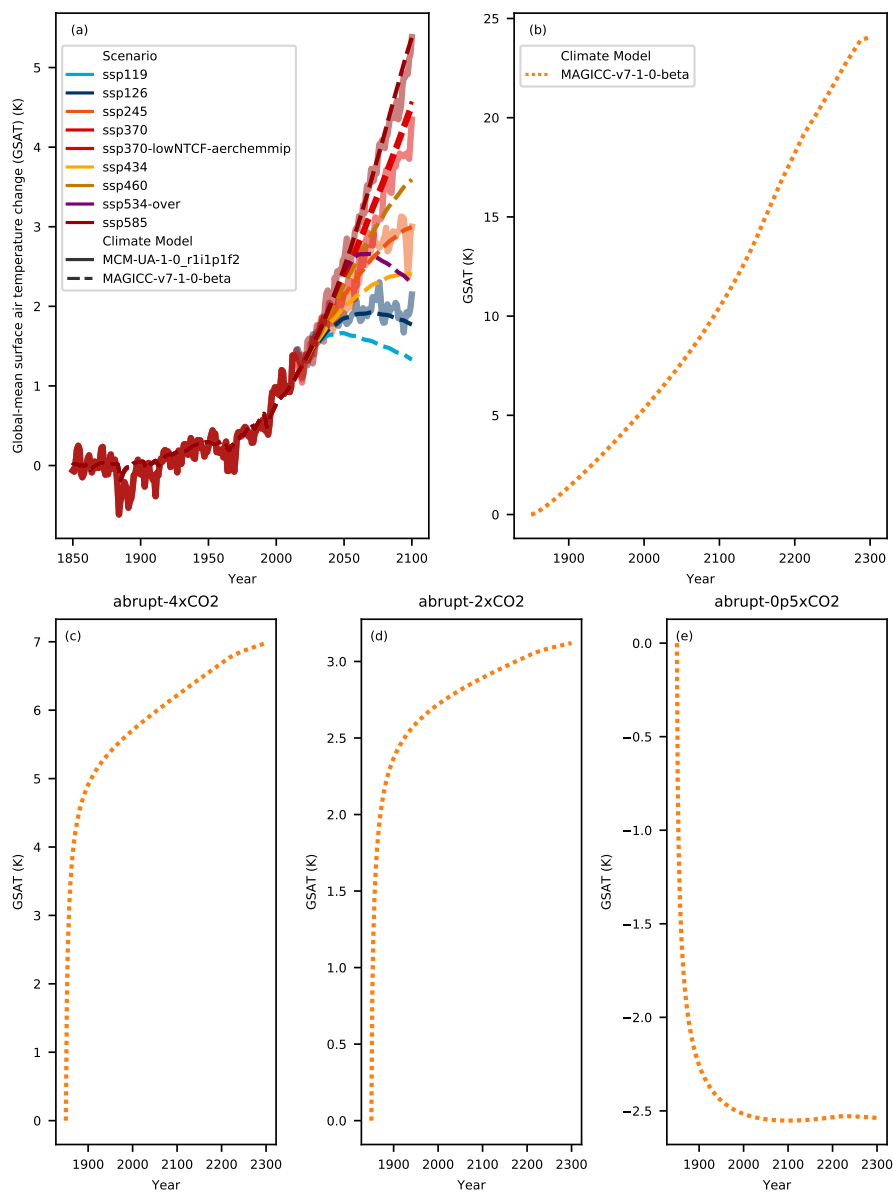 (a)
Scenario
ssp119
ssp126
ssp245
ssp370
ssp370-lowNTCF-aerchemmip
ssp434
ssp460
ssp534-over
ssp585
Climate Model
MCM-UA-1-0_r1i1p1f2
MAGICC-v7-1-0-beta
Global-mean surface air temperature change (GSAT) (K)
5
4
3
2
1
0
1850
1900
1950
2000
2050
2100
Year
(b)
Climate Model
MAGICC-v7-1-0-beta
GSAT (K)
25
20
15
10
5
0
1900
2000
2100
2200
2300
Year
abrupt-4xCO2
(c)
GSAT (K)
7
6
5
4
3
2
1
0
1900
2000
2100
2200
2300
Year
abrupt-2xCO2
(d)
GSAT (K)
3.0
2.5
2.0
1.5
1.0
0.5
0.0
1900
2000
2100
2200
2300
Year
abrupt-0p5xCO2
(e)
GSAT (K)
0.0
−0.5
−1.0
−1.5
−2.0
−2.5
1900
2000
2100
2200
2300
Year